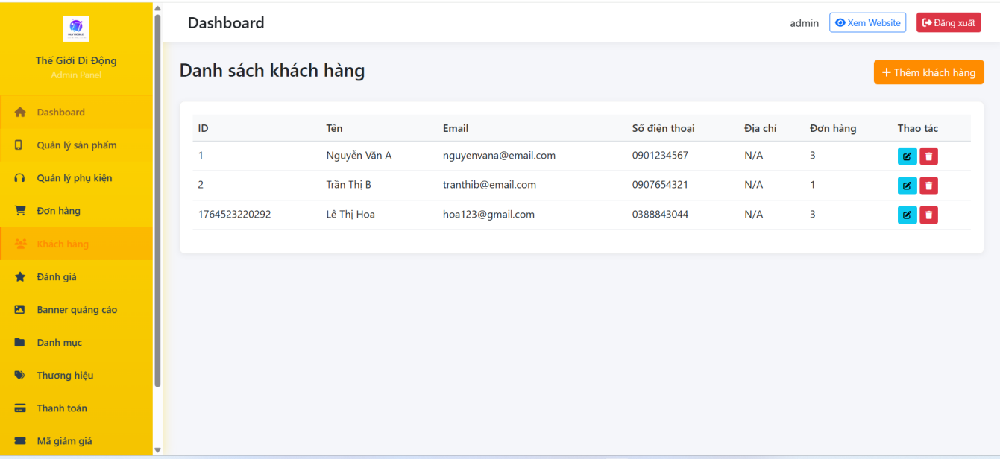 HUY MOBILE
Thế Giới Di Động
Admin Panel
Dashboard
Quản lý sản phẩm
Quản lý phụ kiện
Đơn hàng
Khách hàng
Đánh giá
Banner quảng cáo
Danh mục
Thương hiệu
Thanh toán
Mã giảm giá
Dashboard
admin Xem Website Đăng xuất
Danh sách khách hàng
+ Thêm khách hàng
ID Tên Email Số điện thoại Địa chỉ Đơn hàng Thao tác
1 Nguyễn Văn A nguyenvana@email.com 0901234567 N/A 3
2 Trần Thị B tranthib@email.com 0907654321 N/A 1
1764523220292 Lê Thị Hoa hoa123@gmail.com 0388843044 N/A 3